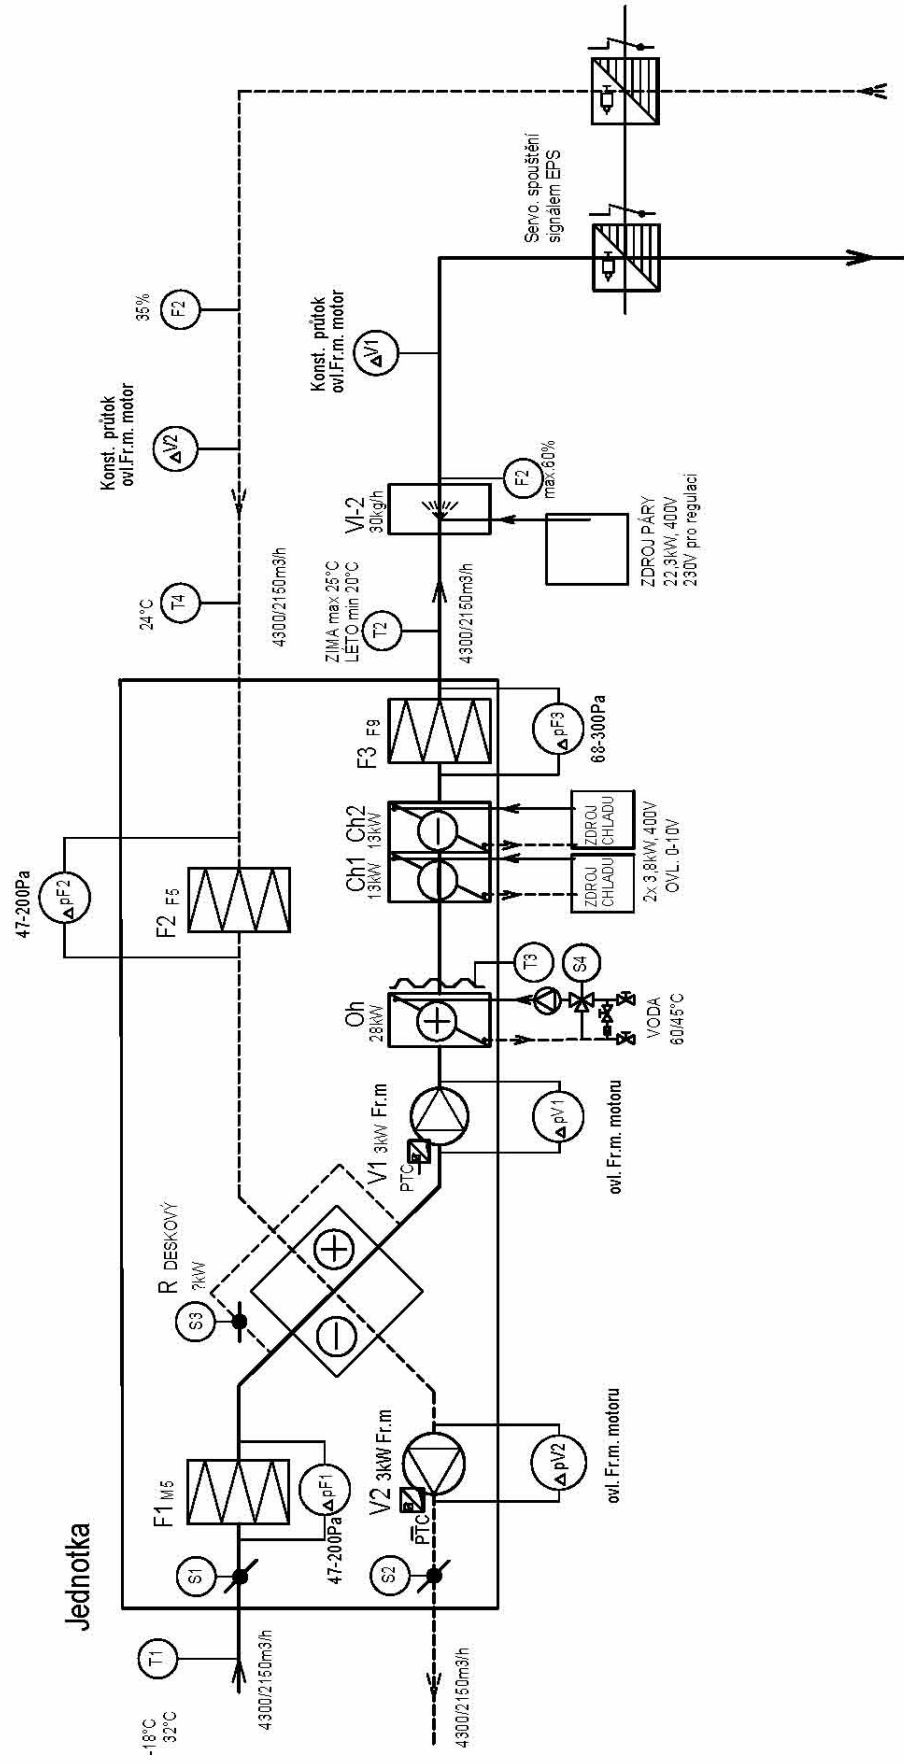 Jednotka
-18°C
32°C
T1
4300/2150m3/h
S1
F1 M5
ΔpF1
47-200Pa
S2
4300/2150m3/h
V2 3kW Fr.m
PTC
ΔpV2
ovl. Fr.m. motoru
S3
R DESKOVÝ
?kW
V1 3kW Fr.m
PTC
ΔpV1
ovl. Fr.m. motoru
Oh
28kW
T3
S4
VODA
60/45°C
47-200Pa
ΔpF2
F2 F5
Ch1
13kW
Ch2
13kW
ZDROJ
CHLADU
ZDROJ
CHLADU
2x 3,8kW, 400V
OVL. 0-10V
F3 F9
ΔpF3
68-300Pa
ZIMA max 25°C
LÉTO min 20°C
T2
4300/2150m3/h
24°C
T4
4300/2150m3/h
VI-2
30kg/h
F2
max.60%
ZDROJ PÁRY
22,3kW, 400V
230V pro regulaci
Konst. průtok
ovl.Fr.m. motor
ΔV2
35%
F2
Konst. průtok
ovl.Fr.m. motor
ΔV1
Servo. spouštění
signálem EPS